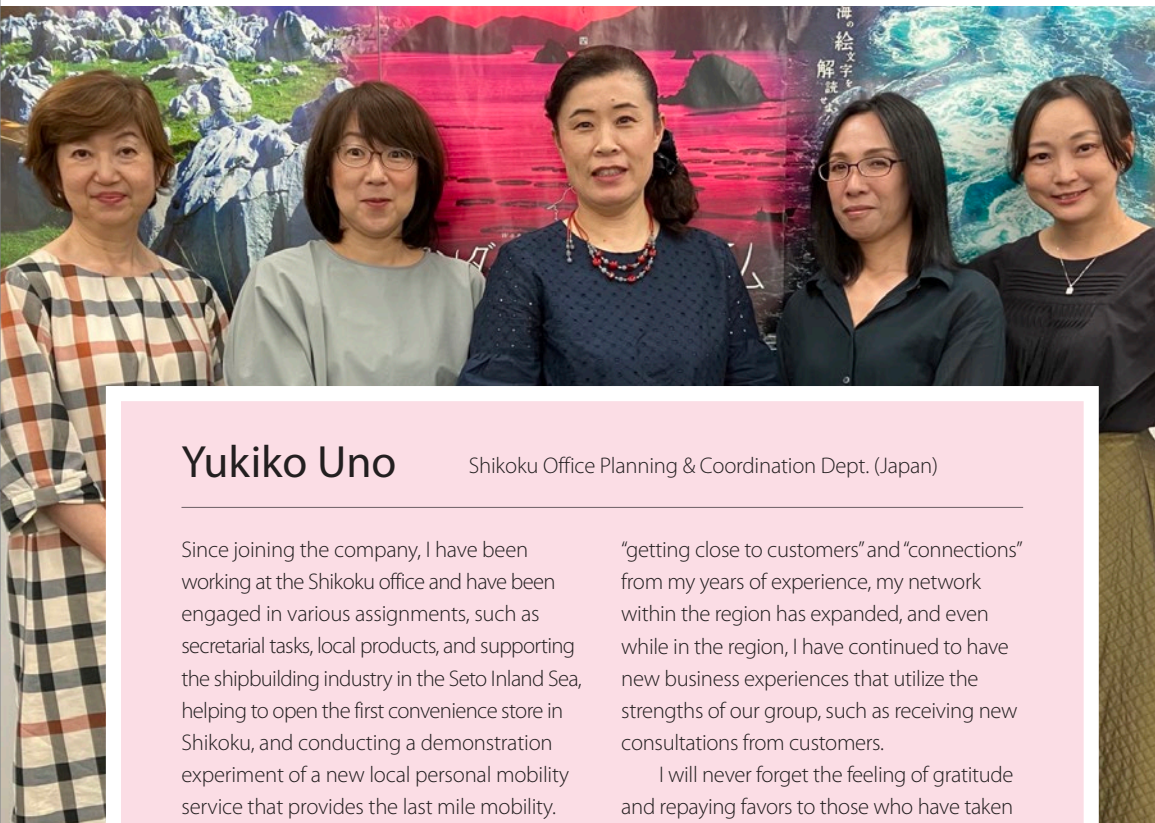 海の絵文字を
解読せよ
四
ング
ム
Yukiko Uno
Shikoku Office Planning & Coordination Dept. (Japan)
Since joining the company, I have been
working at the Shikoku office and have been
engaged in various assignments, such as
secretarial tasks, local products, and supporting
the shipbuilding industry in the Seto Inland Sea,
helping to open the first convenience store in
Shikoku, and conducting a demonstration
experiment of a new local personal mobility
service that provides the last mile mobility.
“getting close to customers” and “connections”
from my years of experience, my network
within the region has expanded, and even
while in the region, I have continued to have
new business experiences that utilize the
strengths of our group, such as receiving new
consultations from customers.
I will never forget the feeling of gratitude
and repaying favors to those who have taken